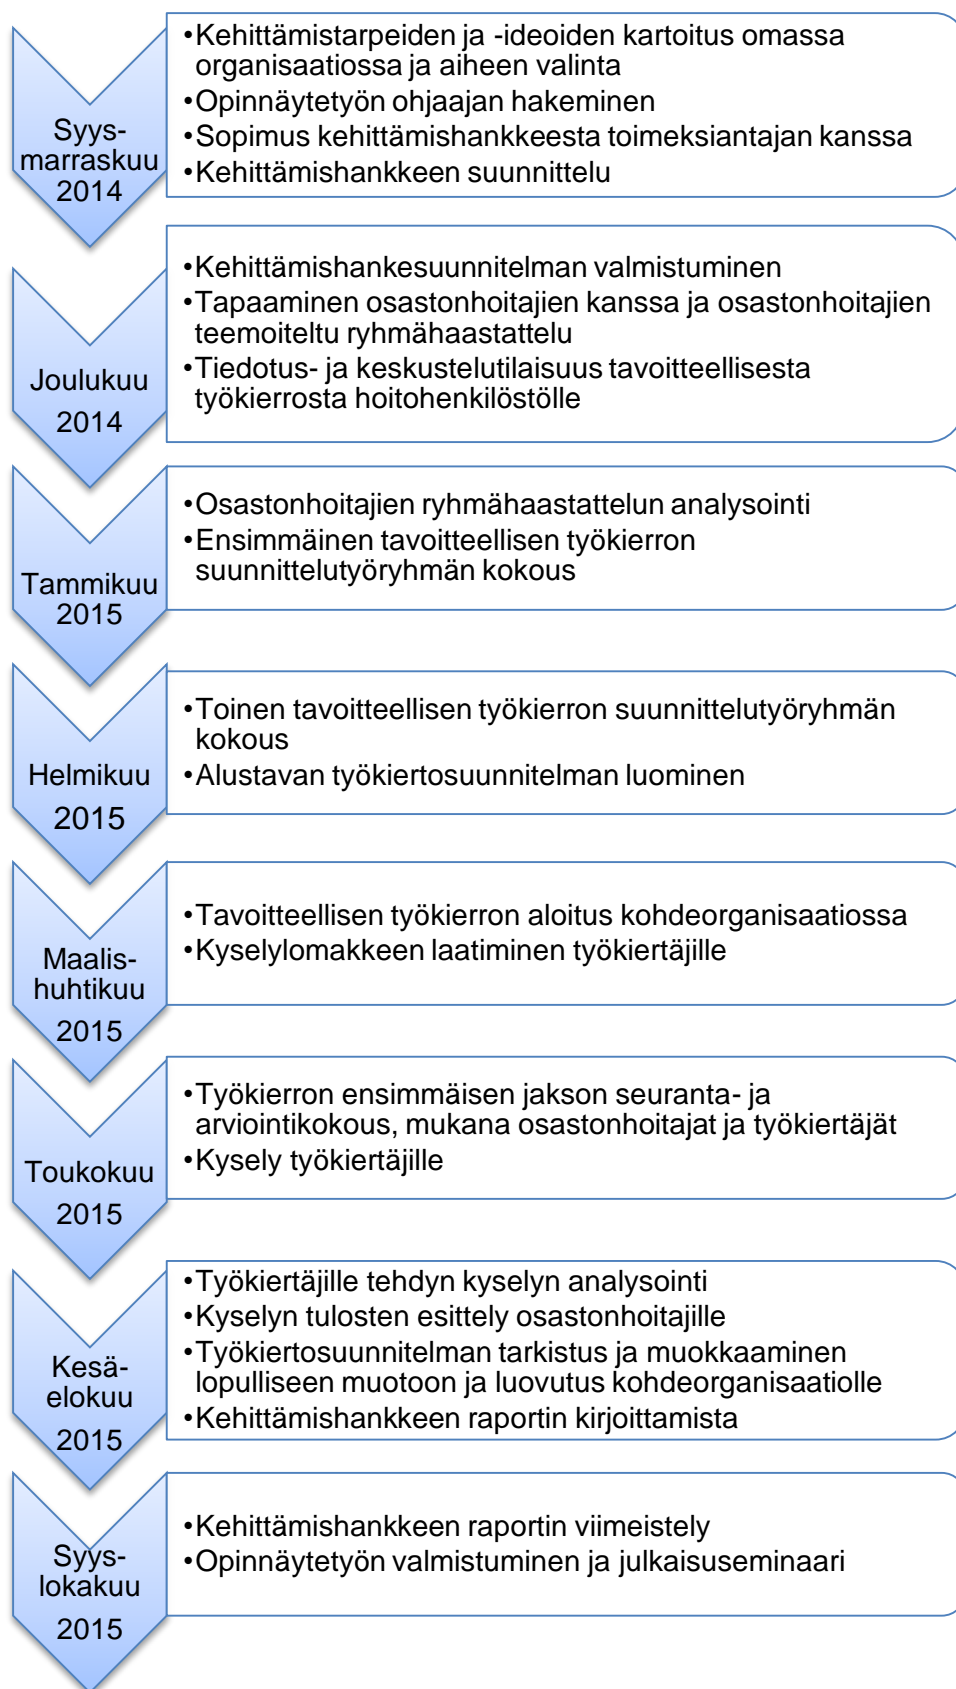 Syys-
marraskuu
2014
•Kehittämistarpeiden ja -ideoiden kartoitus omassa
organisaatiossa ja aiheen valinta
•Opinnäytetyön ohjaajan hakeminen
•Sopimus kehittämishankkeesta toimeksiantajan kanssa
•Kehittämishankkeen suunnittelu
Joulukuu
2014
•Kehittämishankesuunnitelman valmistuminen
•Tapaaminen osastonhoitajien kanssa ja osastonhoitajien
teemoiteltu ryhmähaastattelu
•Tiedotus- ja keskustelutilaisuus tavoitteellisesta
työkierrosta hoitohenkilöstölle
Tammikuu
2015
•Osastonhoitajien ryhmähaastattelun analysointi
•Ensimmäinen tavoitteellisen työkierron
suunnittelutyöryhmän kokous
Helmikuu
2015
•Toinen tavoitteellisen työkierron suunnittelutyöryhmän
kokous
•Alustavan työkiertosuunnitelman luominen
Maalis-
huhtikuu
2015
•Tavoitteellisen työkierron aloitus kohdeorganisaatiossa
•Kyselylomakkeen laatiminen työkiertäjille
Toukokuu
2015
•Työkierron ensimmäisen jakson seuranta- ja
arviointikokous, mukana osastonhoitajat ja työkiertäjät
•Kysely työkiertäjille
Kesä-
elokuu
2015
•Työkiertäjille tehdyn kyselyn analysointi
•Kyselyn tulosten esittely osastonhoitajille
•Työkiertosuunnitelman tarkistus ja muokkaaminen
lopulliseen muotoon ja luovutus kohdeorganisaatiolle
•Kehittämishankkeen raportin kirjoittamista
Syys-
lokakuu
2015
•Kehittämishankkeen raportin viimeistely
•Opinnäytetyön valmistuminen ja julkaisuseminaari